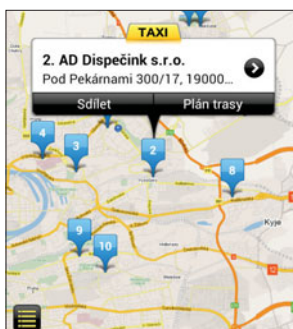 TAXI
2. AD Dispečink s.r.o.
Pod Pekárnami 300/17, 19000...
Sdílet Plán trasy
4
3
2
8
Kyje
9
10
12